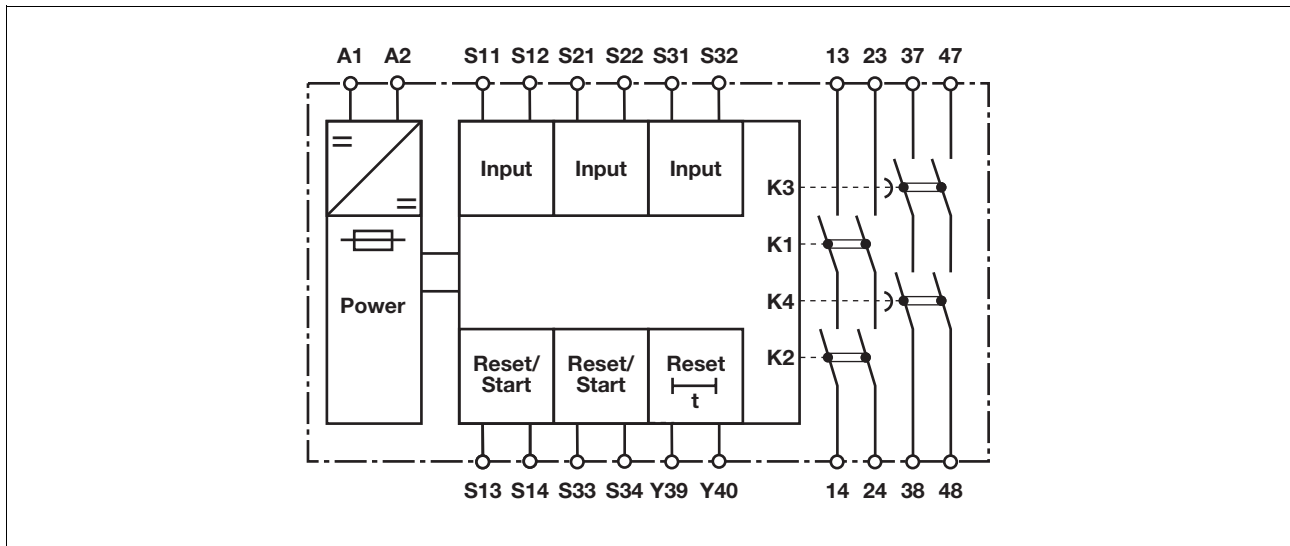 A1 A2 S11 S12 S21 S22 S31 S32 13 23 37 47
Input Input Input
K3
K1
K4
Power
K2
Reset/ Start
Reset/ Start
Reset
t
S13 S14 S33 S34 Y39 Y40 14 24 38 48